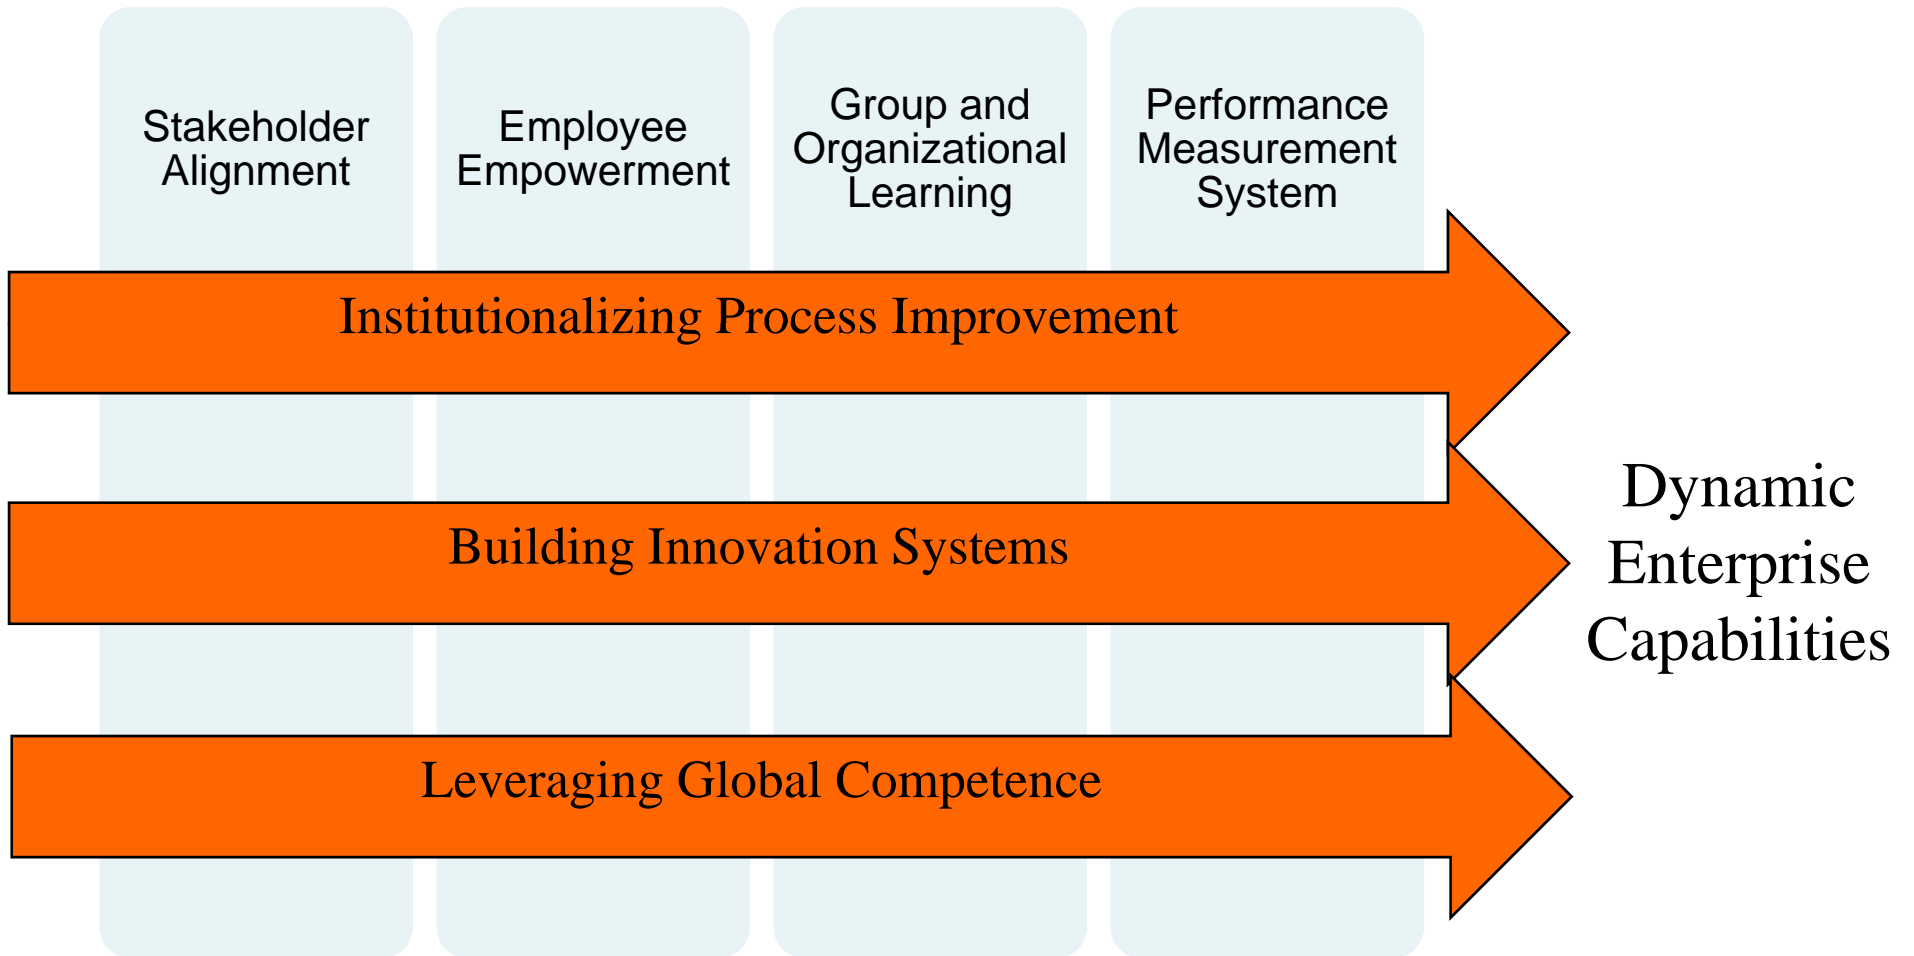 Stakeholder
Alignment
Employee
Empowerment
Group and
Organizational
Learning
Performance
Measurement
System
Institutionalizing Process Improvement
Building Innovation Systems
Leveraging Global Competence
Dynamic
Enterprise
Capabilities